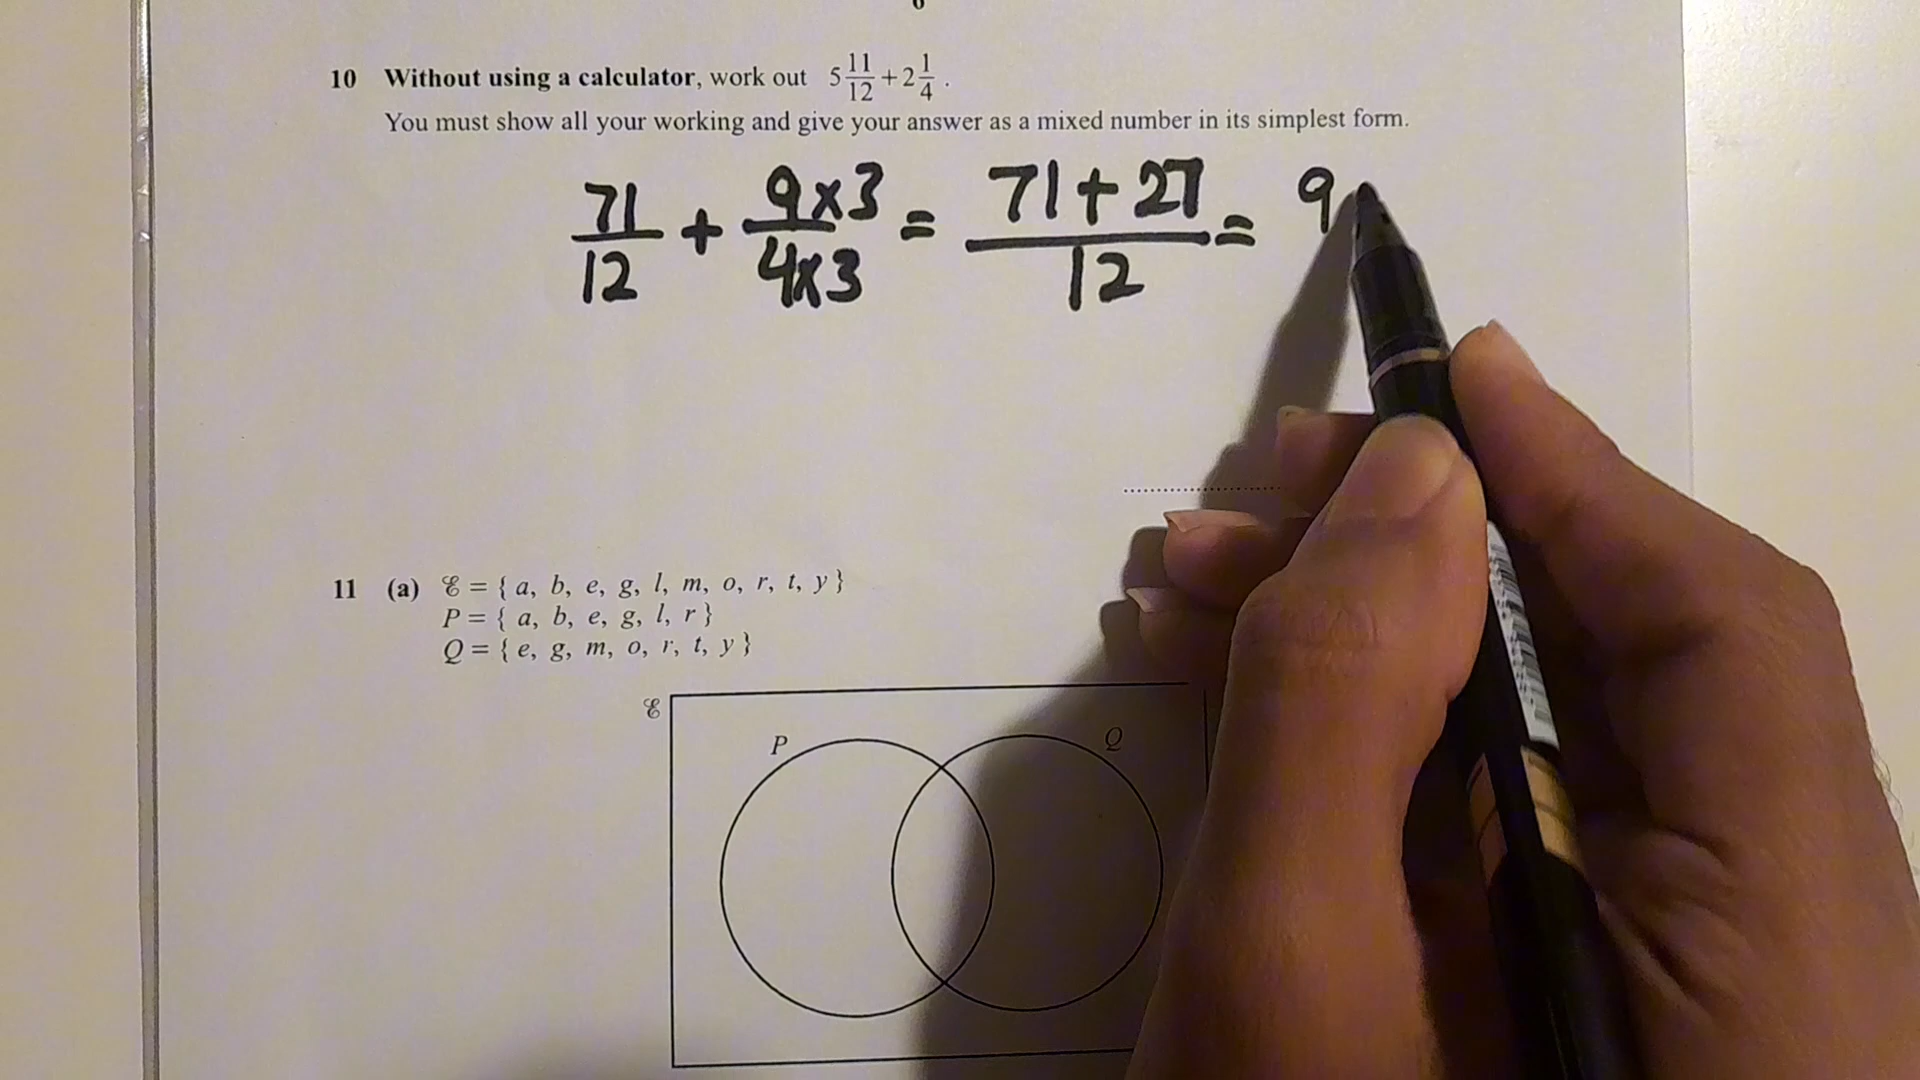 10 Without using a calculator, work out 5 11/12 + 2 1/4 .
You must show all your working and give your answer as a mixed number in its simplest form.
71/12 + 9x3/4x3 = 71+27/12 = 9
11 (a) ℰ = { a, b, e, g, l, m, o, r, t, y }
P = { a, b, e, g, l, r }
Q = { e, g, m, o, r, t, y }
ℰ
P Q